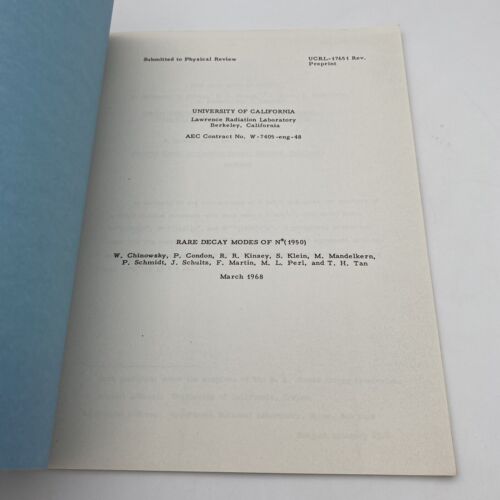 Submitted to Physical Review
UCRL-17651 Rev.
Preprint
UNIVERSITY OF CALIFORNIA
Lawrence Radiation Laboratory
Berkeley, California
AEC Contract No. W-7405-eng-48
RARE DECAY MODES OF N*(1950)
W. Chinowsky, P. Condon, R. R. Kinsey, S. Klein, M. Mandelkern,
P. Schmidt, J. Schultz, F. Martin, M. L. Perl, and T. H. Tan
March 1968